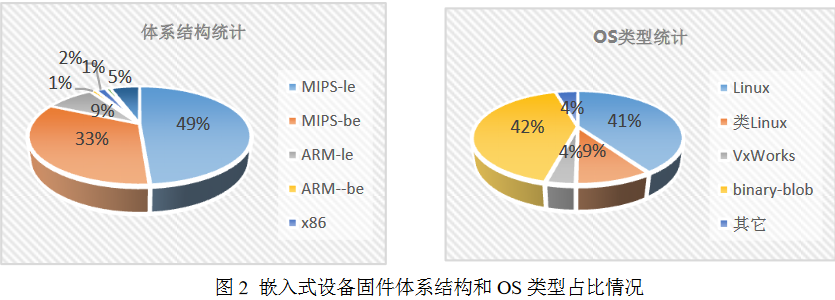 体系结构统计
2%
1%
5%
1%
9%
49%
33%
MIPS-le
MIPS-be
ARM-le
ARM--be
x86
OS类型统计
4%
41%
42%
4%
9%
Linux
类Linux
VxWorks
binary-blob
其它
图 2 嵌入式设备固件体系结构和 OS 类型占比情况